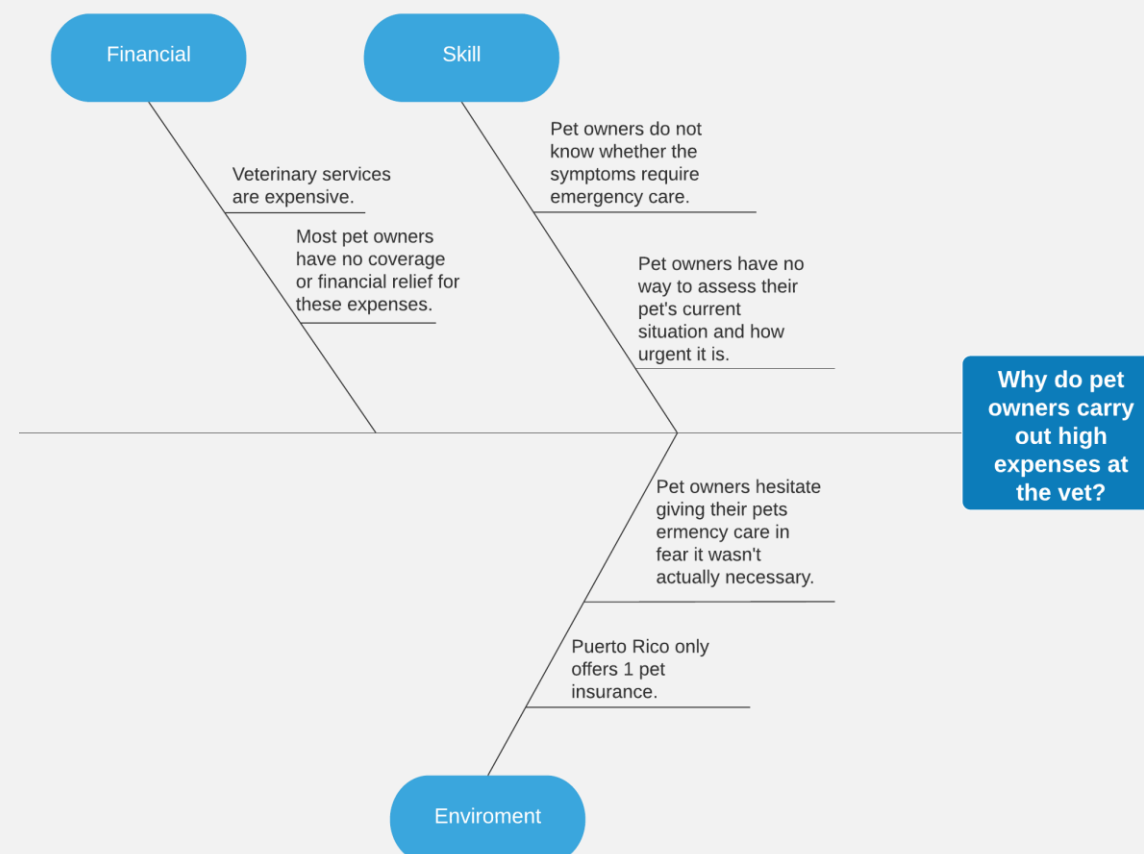 Financial
Skill
Veterinary services
are expensive.
Most pet owners
have no coverage
or financial relief for
these expenses.
Pet owners do not
know whether the
symptoms require
emergency care.
Pet owners have no
way to assess their
pet's current
situation and how
urgent it is.
Why do pet
owners carry
out high
expenses at
the vet?
Pet owners hesitate
giving their pets
ermency care in
fear it wasn't
actually necessary.
Puerto Rico only
offers 1 pet
insurance.
Enviroment